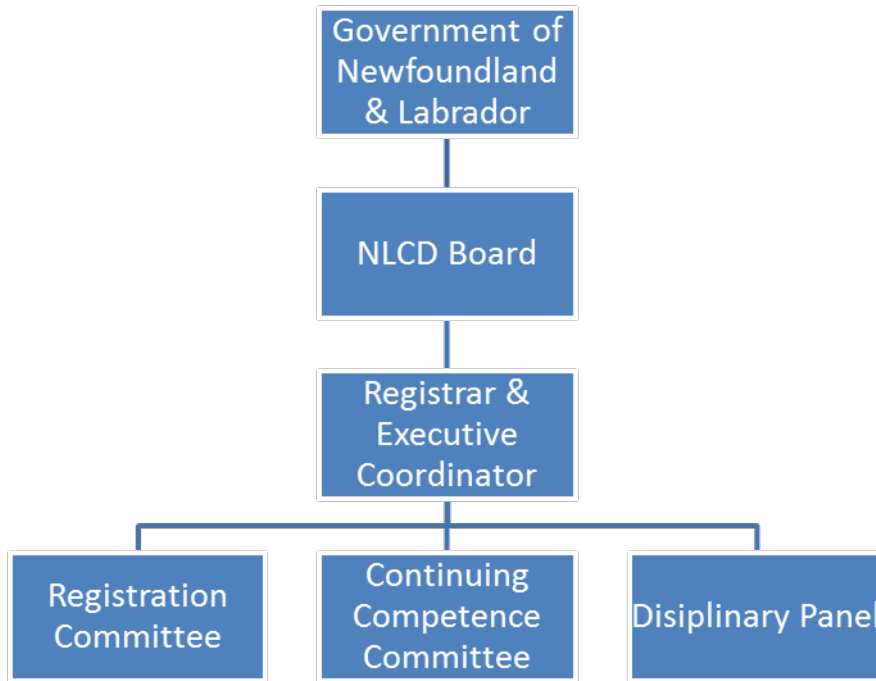 Government of
Newfoundland
& Labrador
NLCD Board
Registrar &
Executive
Coordinator
Registration
Committee
Continuing
Competence
Committee
Disiplinary Panel